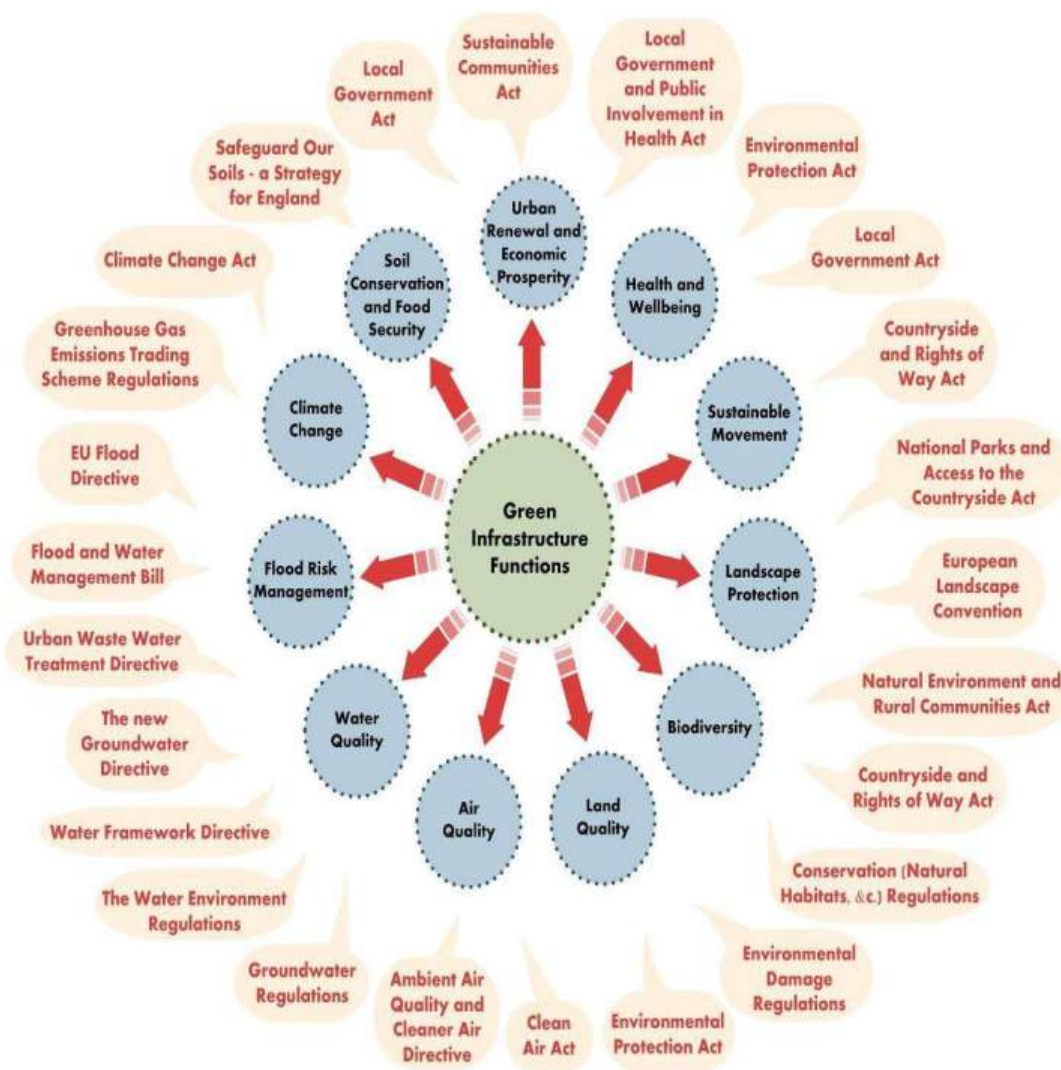 Local
Government
Act
Sustainable
Communities
Act
Local
Government
and Public
Involvement in
Health Act
Environmental
Protection Act
Local
Government Act
Countryside
and Rights of
Way Act
National Parks and
Access to the
Countryside Act
European
Landscape
Convention
Natural Environment and
Rural Communities Act
Countryside and
Rights of Way Act
Conservation (Natural
Habitats, &c.) Regulations
Environmental
Damage
Regulations
Environmental
Protection Act
Clean
Air Act
Ambient Air
Quality and
Cleaner Air
Directive
Groundwater
Regulations
The Water Environment
Regulations
Water Framework Directive
The new
Groundwater
Directive
Urban Waste Water
Treatment Directive
Flood and Water
Management Bill
EU Flood
Directive
Greenhouse Gas
Emissions Trading
Scheme Regulations
Climate Change Act
Safeguard Our
Soils - a Strategy
for England
Urban
Renewal and
Economic
Prosperity
Health and
Wellbeing
Sustainable
Movement
Landscape
Protection
Biodiversity
Land
Quality
Air
Quality
Water
Quality
Flood Risk
Management
Climate
Change
Soil
Conservation
and Food
Security
Green
Infrastructure
Functions